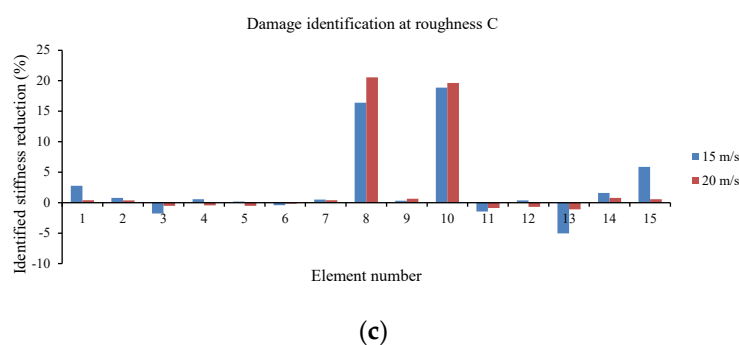 Damage identification at roughness C
Identified stiffness reduction (%)
25
20
15
10
5
0
-5
-10
1 2 3 4 5 6 7 8 9 10 11 12 13 14 15
15 m/s
20 m/s
Element number
(c)